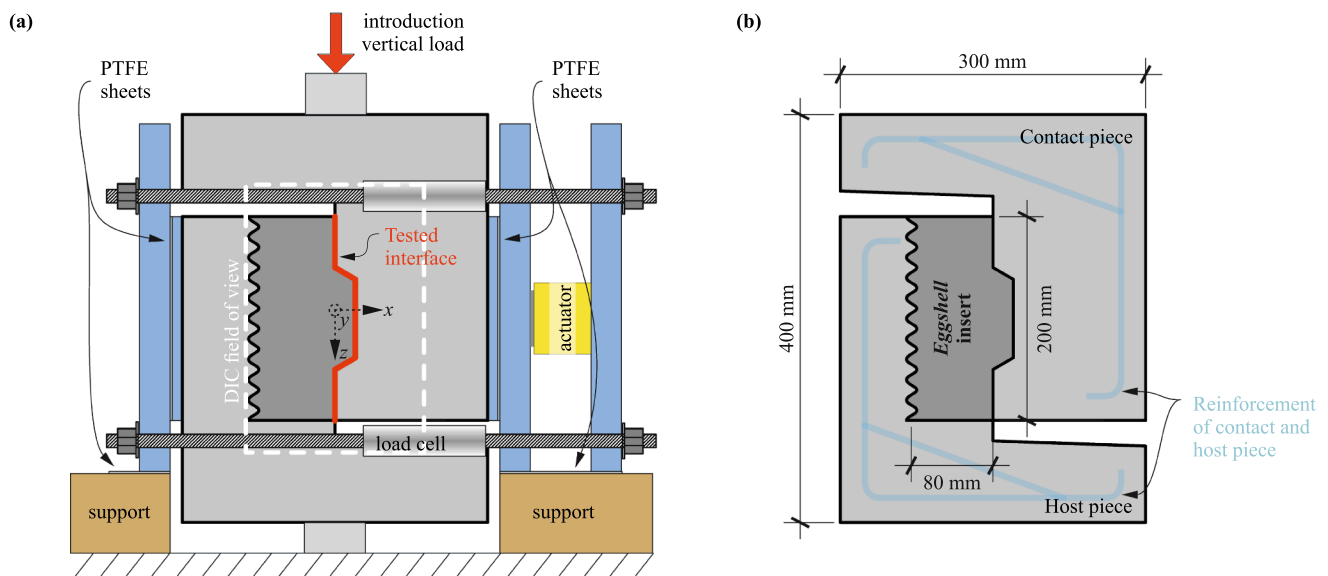 (a)
introduction
vertical load
PTFE
sheets
PTFE
sheets
Tested
interface
DIC field of view
x
y
z
actuator
load cell
support
support
(b)
300 mm
Contact piece
400 mm
Eggshell
insert
200 mm
Reinforcement
of contact and
host piece
80 mm
Host piece